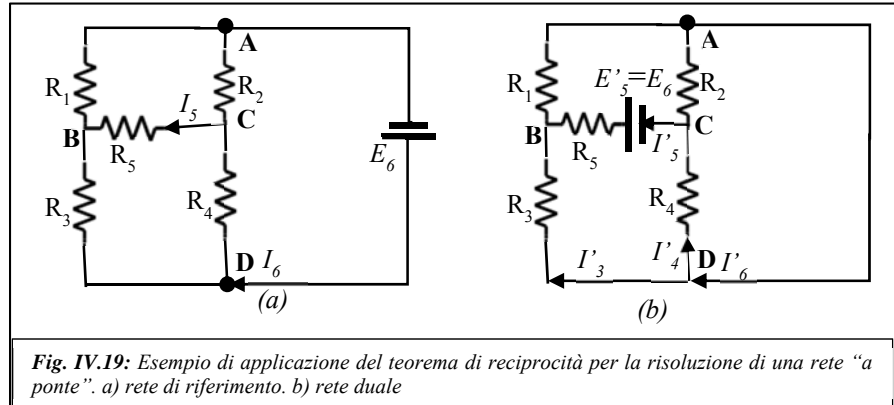 A
A
R₁
R₂
I₅
B
C
R₅
E₆
R₃
R₄
D
I₆
(a)
R₁
E'₅=E₆
R₂
B
C
R₅
I'₅
R₃
R₄
I'₃
I'₄
D
I'₆
(b)
Fig. IV.19: Esempio di applicazione del teorema di reciprocità per la risoluzione di una rete “a
ponte”. a) rete di riferimento. b) rete duale